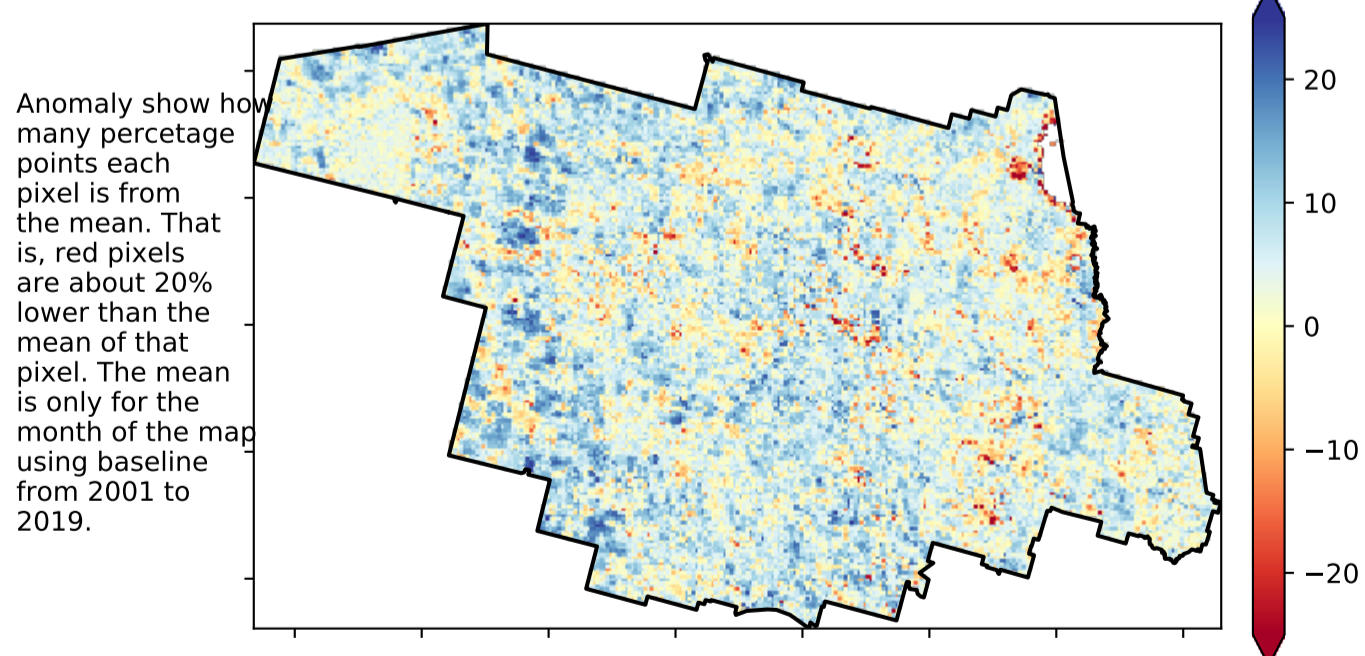 Anomaly show how
many percetage
points each
pixel is from
the mean. That
is, red pixels
are about 20%
lower than the
mean of that
pixel. The mean
is only for the
month of the map
using baseline
from 2001 to
2019.
20
10
0
−10
−20